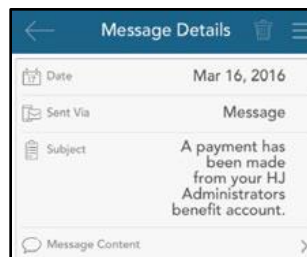 Message Details
Date Mar 16, 2016
Sent Via Message
Subject A payment has
been made
from your HJ
Administrators
benefit account.
Message Content